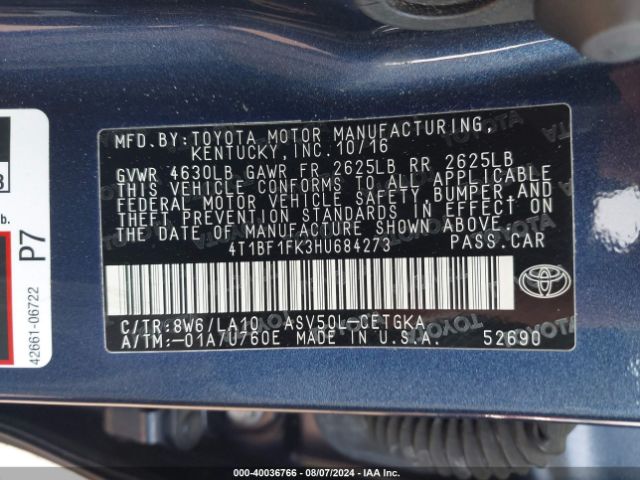 MFD.BY:TOYOTA MOTOR MANUFACTURING,
KENTUCKY,INC.10/16
GVWR 4630LB GAWR FR 2625LB RR 2625LB
THIS VEHICLE CONFORMS TO ALL APPLICABLE
FEDERAL MOTOR VEHICLE SAFETY,BUMPER,AND
THEFT PREVENTION STANDARDS IN EFFECT ON
THE DATE OF MANUFACTURE SHOWN ABOVE.
4T1BF1FK3HU684273 PASS.CAR
C/TR:8W6/LA10 ASV50L-CETGKA
A/TM:-01A/U760E MADE IN U.S.A. 52690
lb.
P7
42661-06722
000-40036766 — 08/07/2024 — IAA Inc.